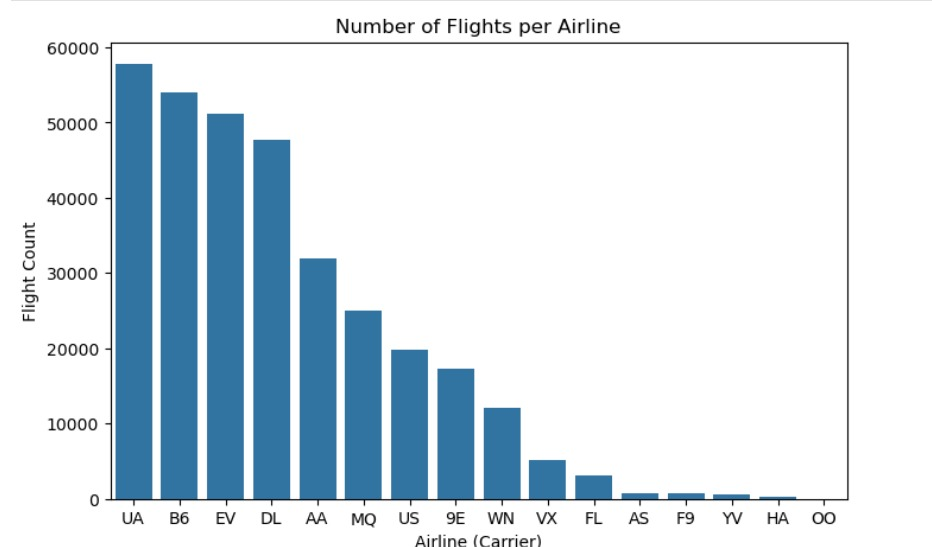 Number of Flights per Airline
60000
50000
40000
30000
20000
10000
0
Flight Count
UA B6 EV DL AA MQ US 9E WN VX FL AS F9 YV HA OO
Airline (Carrier)